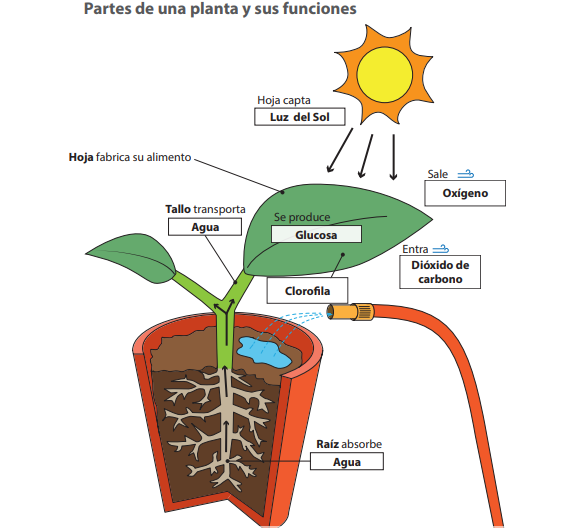 Partes de una planta y sus funciones
Hoja capta
Luz del Sol
Hoja fabrica su alimento
Sale
Oxígeno
Tallo transporta
Agua
Se produce
Glucosa
Entra
Dióxido de
carbono
Clorofila
Raíz absorbe
Agua